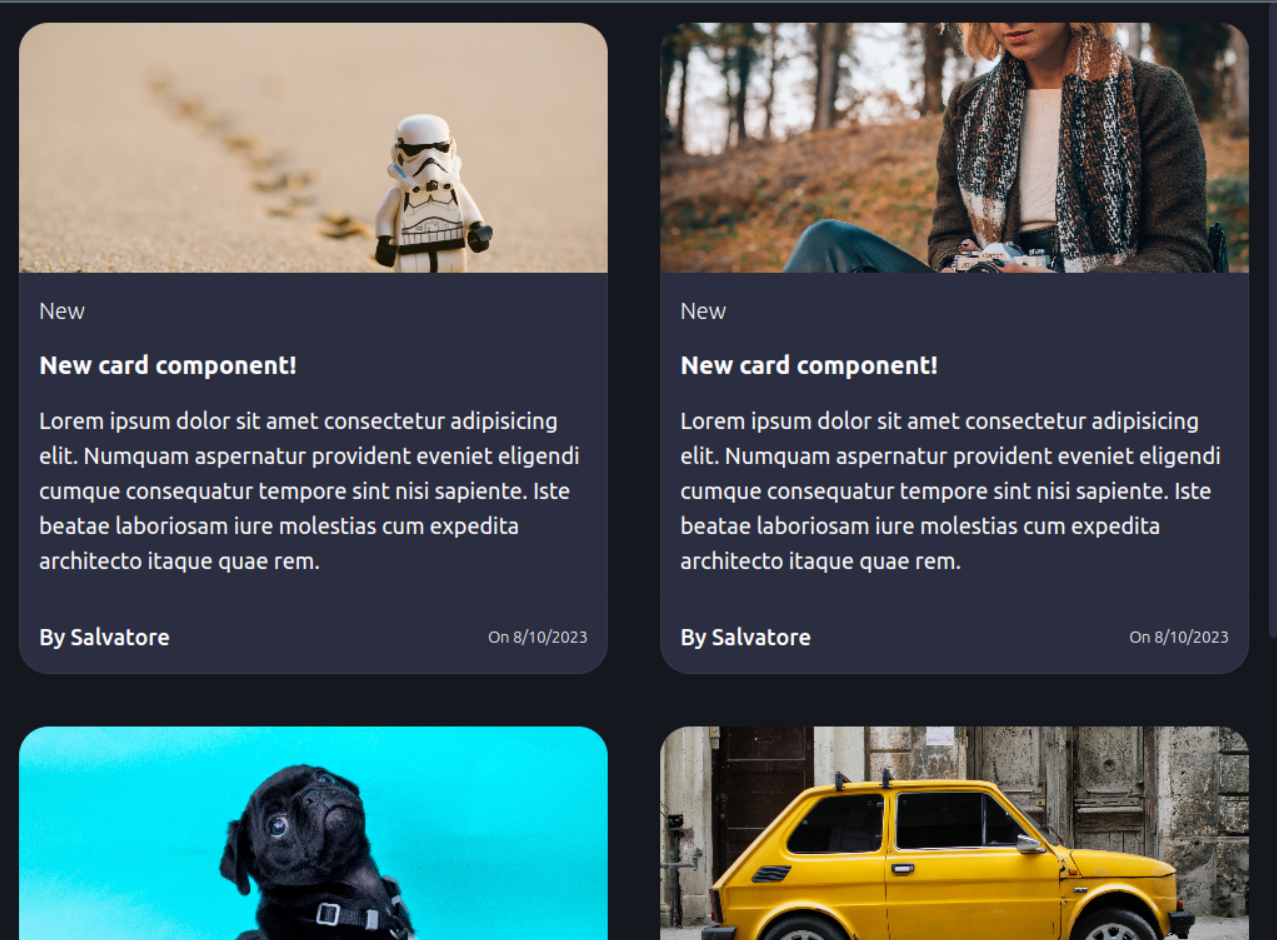 New
New card component!
Lorem ipsum dolor sit amet consectetur adipisicing
elit. Numquam aspernatur provident eveniet eligendi
cumque consequatur tempore sint nisi sapiente. Iste
beatae laboriosam iure molestias cum expedita
architecto itaque quae rem.
By Salvatore
On 8/10/2023
New
New card component!
Lorem ipsum dolor sit amet consectetur adipisicing
elit. Numquam aspernatur provident eveniet eligendi
cumque consequatur tempore sint nisi sapiente. Iste
beatae laboriosam iure molestias cum expedita
architecto itaque quae rem.
By Salvatore
On 8/10/2023